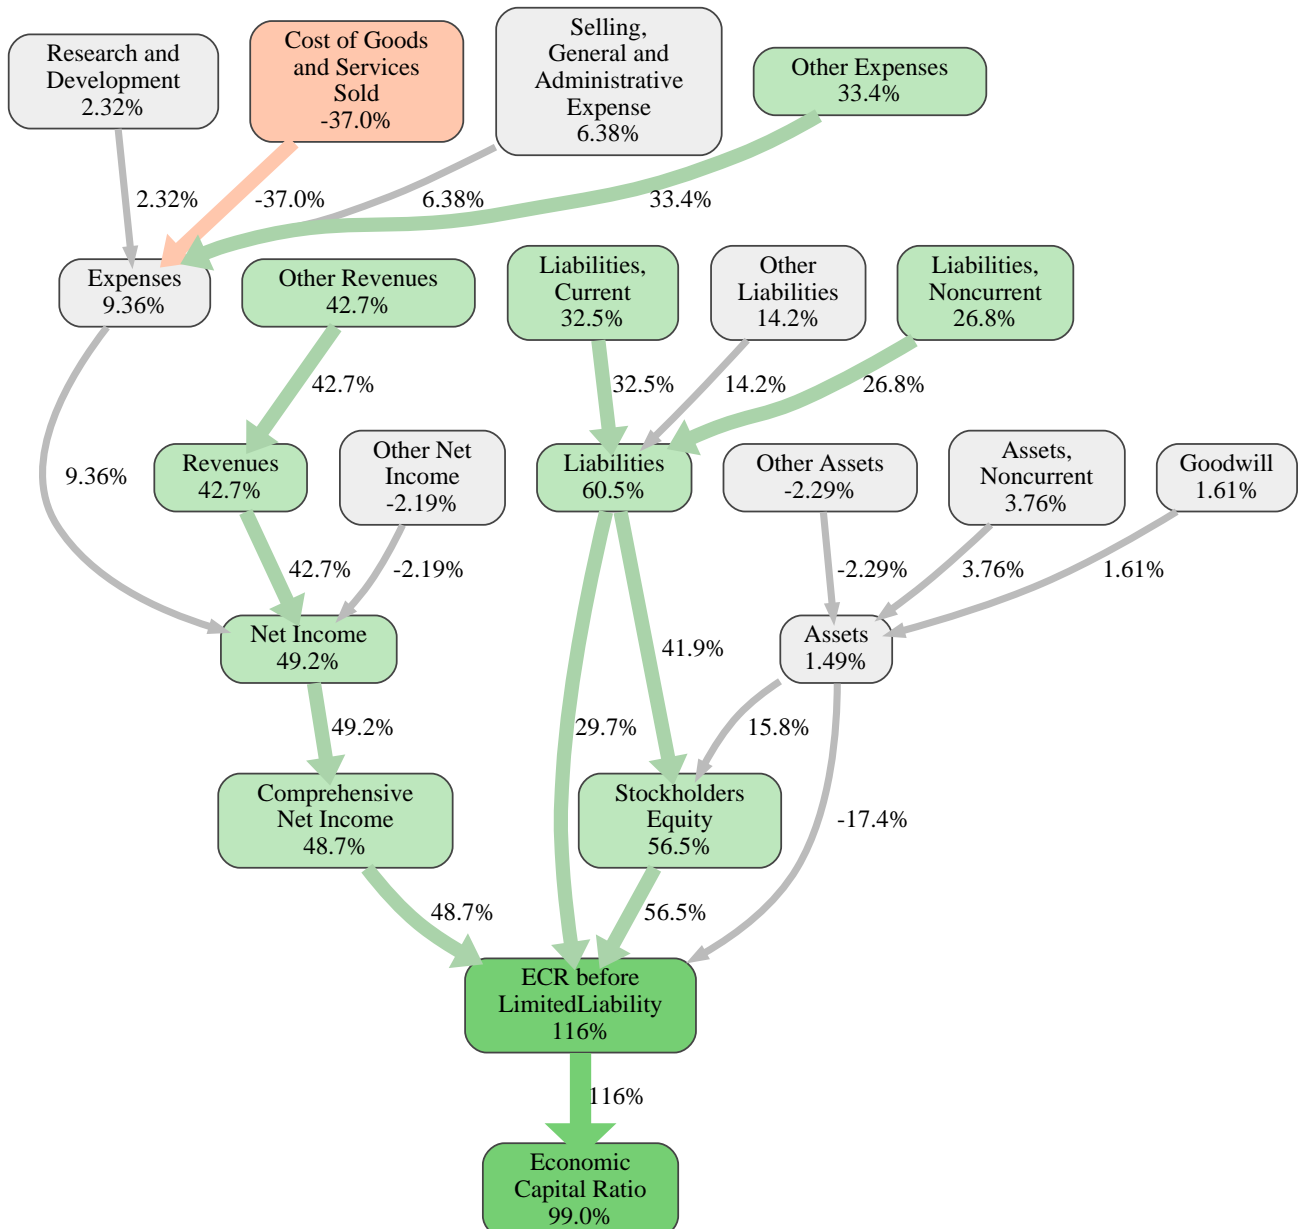 Research and
Development
2.32%
Cost of Goods
and Services
Sold
-37.0%
Selling,
General and
Administrative
Expense
6.38%
Other Expenses
33.4%
2.32%
-37.0%
6.38%
33.4%
Expenses
9.36%
Other Revenues
42.7%
Liabilities,
Current
32.5%
Other
Liabilities
14.2%
Liabilities,
Noncurrent
26.8%
42.7%
32.5%
14.2%
26.8%
9.36%
Revenues
42.7%
Other Net
Income
-2.19%
Liabilities
60.5%
Other Assets
-2.29%
Assets,
Noncurrent
3.76%
Goodwill
1.61%
42.7%
-2.19%
-2.29%
3.76%
1.61%
Net Income
49.2%
41.9%
Assets
1.49%
49.2%
29.7%
15.8%
Comprehensive
Net Income
48.7%
Stockholders
Equity
56.5%
-17.4%
48.7%
56.5%
ECR before
LimitedLiability
116%
116%
Economic
Capital Ratio
99.0%